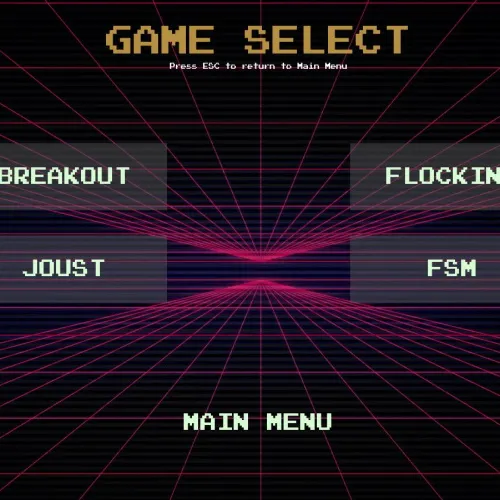 GAME SELECT
Press ESC to return to Main Menu
BREAKOUT
FLOCKIN
JOUST
FSM
MAIN MENU